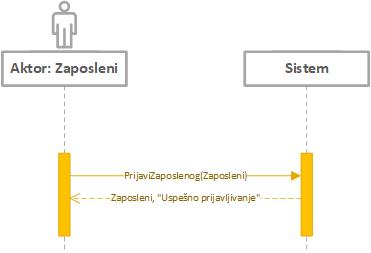 Aktor: Zaposleni
Sistem
PrijaviZaposlenog(Zaposleni)
Zaposleni, "Uspešno prijavljivanje"